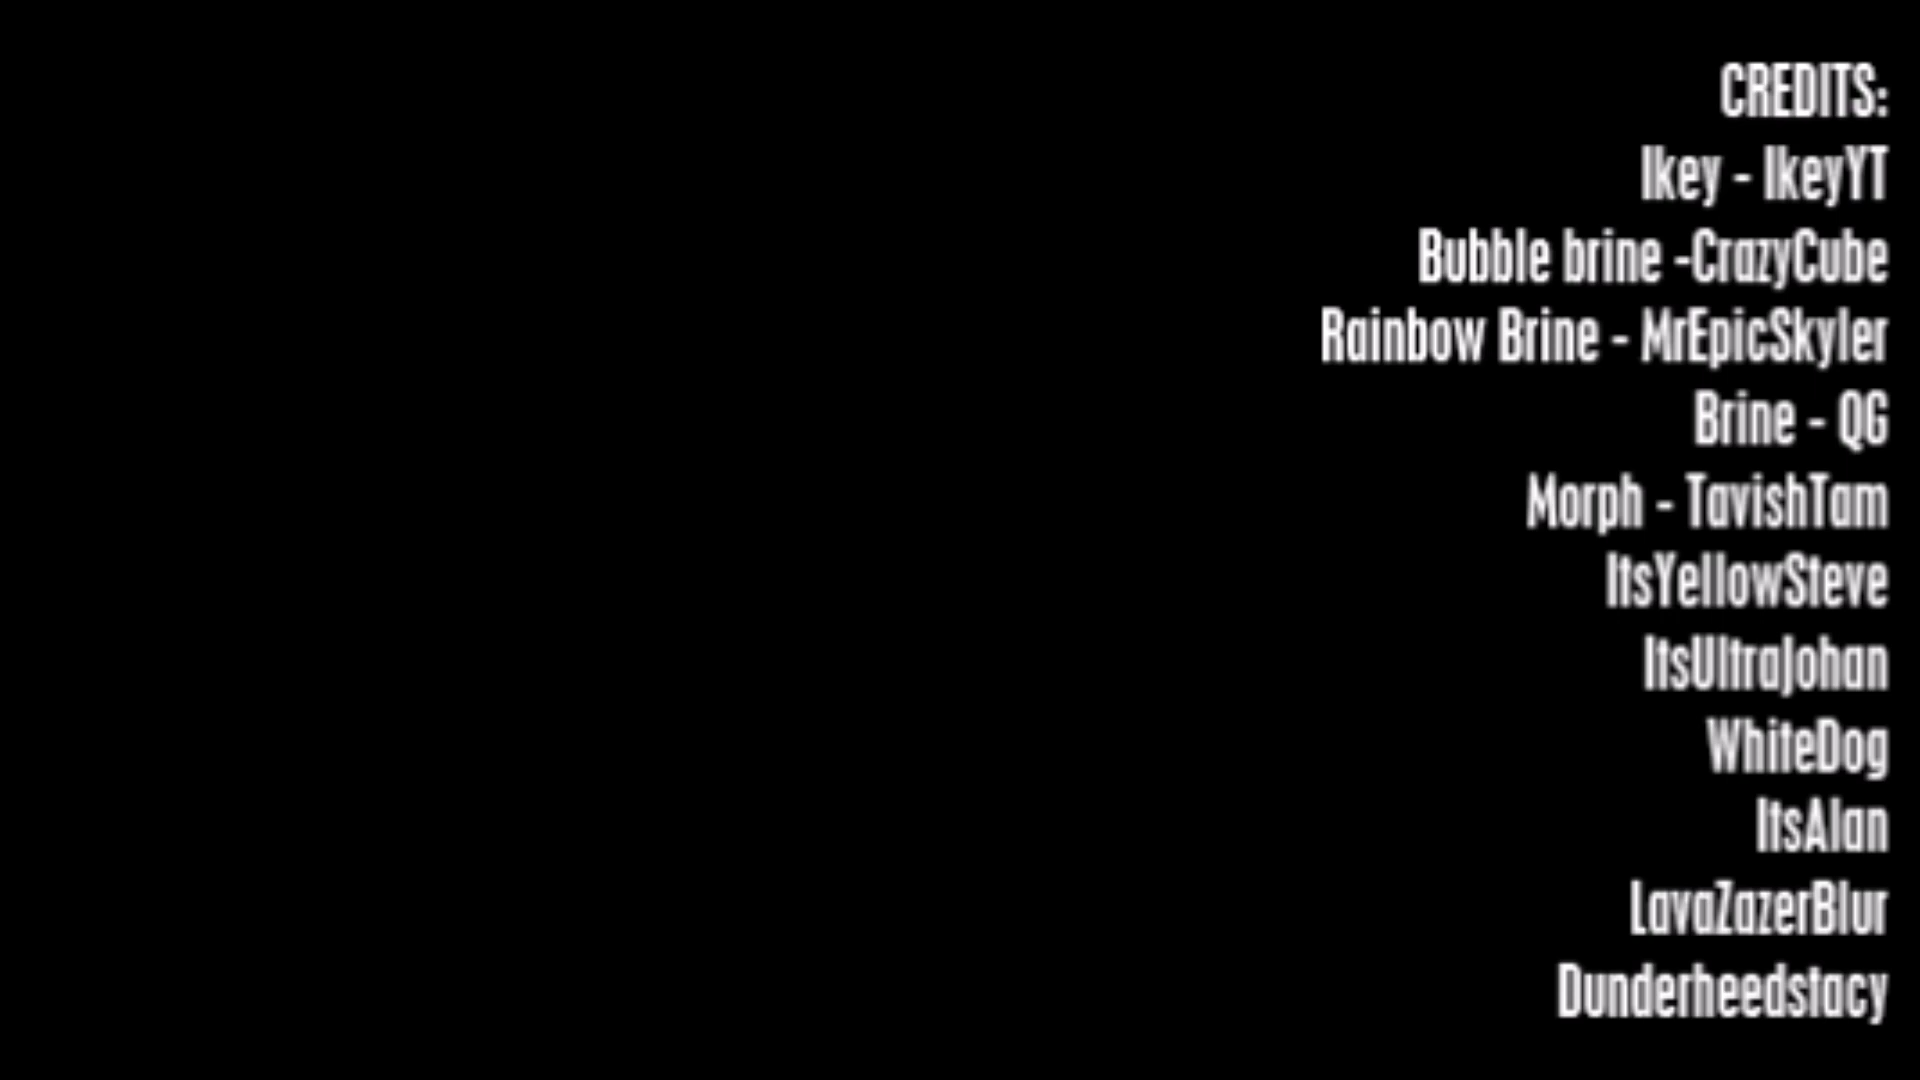 CREDITS:
Ikey - IkeyYT
Bubble brine -CrazyCube
Rainbow Brine - MrEpicSkyler
Brine - QG
Morph - TavishTam
ItsYellowSteve
ItsUltraJohan
WhiteDog
ItsAlan
LavaZazerBlur
Dunderheedstacy